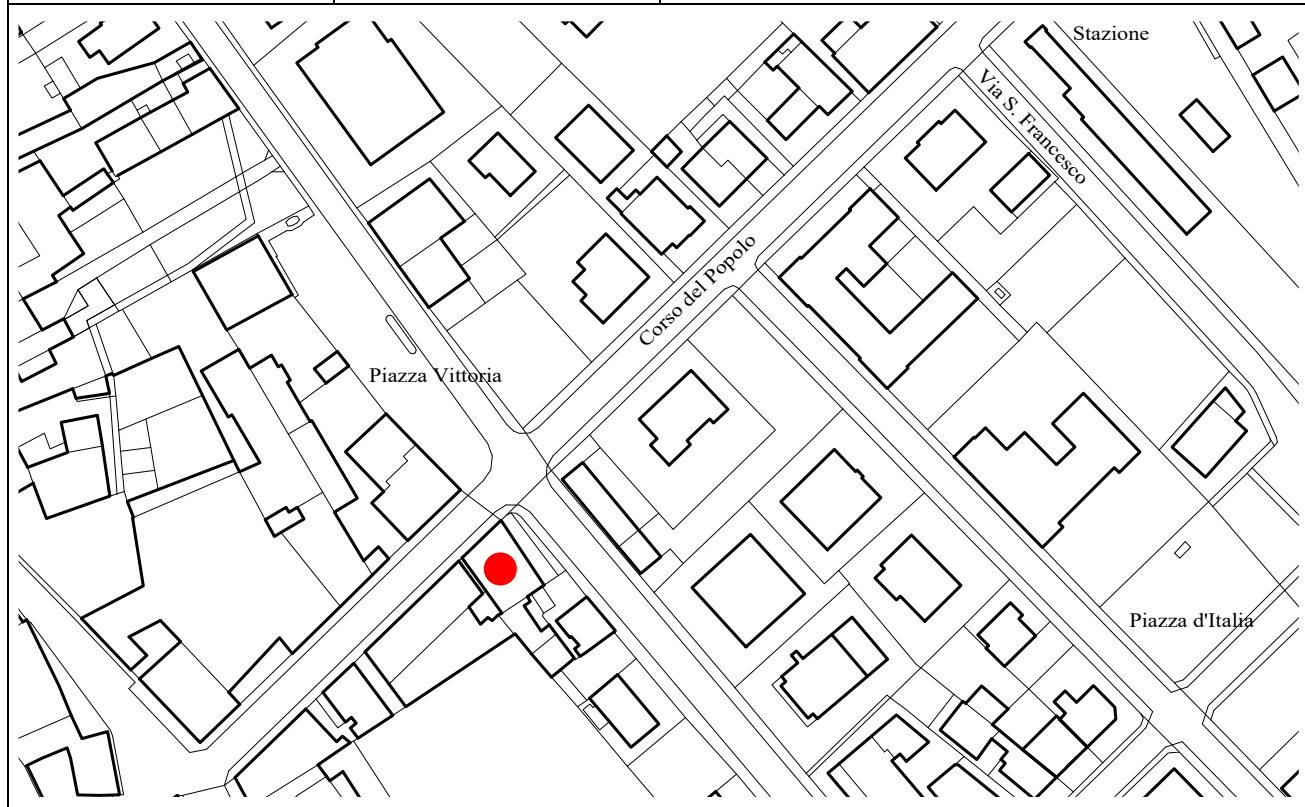 Stazione
Via S. Francesco
Corso del Popolo
Piazza Vittoria
Piazza d'Italia